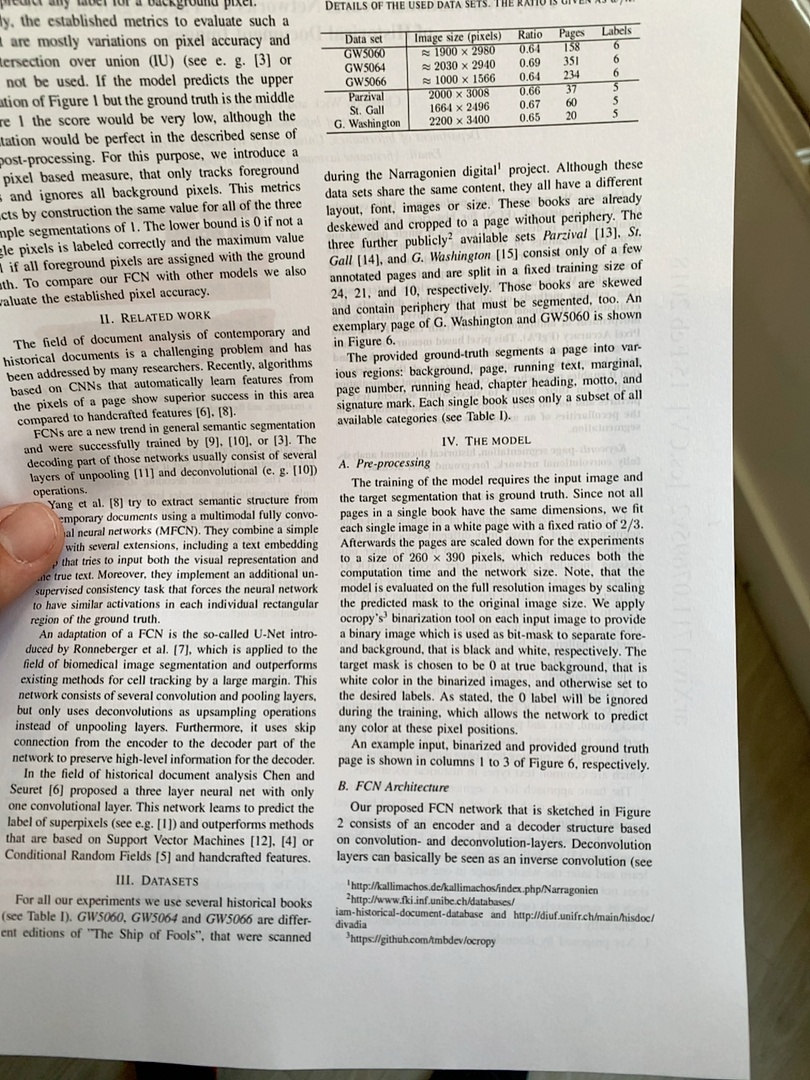 predict any label for a background pixel.
ly, the established metrics to evaluate such a
are mostly variations on pixel accuracy and
tersection over union (IU) (see e. g. [3] or
not be used. If the model predicts the upper
ation of Figure 1 but the ground truth is the middle
re 1 the score would be very low, although the
tation would be perfect in the described sense of
post-processing. For this purpose, we introduce a
pixel based measure, that only tracks foreground
and ignores all background pixels. This metrics
cts by construction the same value for all of the three
mple segmentations of 1. The lower bound is 0 if not a
gle pixels is labeled correctly and the maximum value
if all foreground pixels are assigned with the ground
th. To compare our FCN with other models we also
valuate the established pixel accuracy.
II. RELATED WORK
The field of document analysis of contemporary and
historical documents is a challenging problem and has
been addressed by many researchers. Recently, algorithms
based on CNNs that automatically learn features from
the pixels of a page show superior success in this area
compared to handcrafted features [6], [8].
FCNs are a new trend in general semantic segmentation
and were successfully trained by [9], [10], or [3]. The
decoding part of those networks usually consist of several
layers of unpooling [11] and deconvolutional (e. g. [10])
operations.
Yang et al. [8] try to extract semantic structure from
emporary documents using a multimodal fully convo-
al neural networks (MFCN). They combine a simple
with several extensions, including a text embedding
that tries to input both the visual representation and
he true text. Moreover, they implement an additional un-
supervised consistency task that forces the neural network
to have similar activations in each individual rectangular
region of the ground truth.
An adaptation of a FCN is the so-called U-Net intro-
duced by Ronneberger et al. [7], which is applied to the
field of biomedical image segmentation and outperforms
existing methods for cell tracking by a large margin. This
network consists of several convolution and pooling layers,
but only uses deconvolutions as upsampling operations
instead of unpooling layers. Furthermore, it uses skip
connection from the encoder to the decoder part of the
network to preserve high-level information for the decoder.
In the field of historical document analysis Chen and
Seuret [6] proposed a three layer neural net with only
one convolutional layer. This network learns to predict the
label of superpixels (see e.g. [1]) and outperforms methods
that are based on Support Vector Machines [12], [4] or
Conditional Random Fields [5] and handcrafted features.
III. DATASETS
For all our experiments we use several historical books
(see Table I). GW5060, GW5064 and GW5066 are differ-
ent editions of "The Ship of Fools", that were scanned
DETAILS OF THE USED DATA SETS. THE RATIO IS GIVEN AS
Data set Image size (pixels) Ratio Pages Labels
GW5060 ≈ 1900 × 2980 0.64 158 6
GW5064 ≈ 2030 × 2940 0.69 351 6
GW5066 ≈ 1000 × 1566 0.64 234 6
Parzival 2000 × 3008 0.66 37 5
St. Gall 1664 × 2496 0.67 60 5
G. Washington 2200 × 3400 0.65 20 5
during the Narragonien digital¹ project. Although these
data sets share the same content, they all have a different
layout, font, images or size. These books are already
deskewed and cropped to a page without periphery. The
three further publicly² available sets Parzival [13], St.
Gall [14], and G. Washington [15] consist only of a few
annotated pages and are split in a fixed training size of
24, 21, and 10, respectively. Those books are skewed
and contain periphery that must be segmented, too. An
exemplary page of G. Washington and GW5060 is shown
in Figure 6.
The provided ground-truth segments a page into var-
ious regions: background, page, running text, marginal,
page number, running head, chapter heading, motto, and
signature mark. Each single book uses only a subset of all
available categories (see Table I).
IV. THE MODEL
A. Pre-processing
The training of the model requires the input image and
the target segmentation that is ground truth. Since not all
pages in a single book have the same dimensions, we fit
each single image in a white page with a fixed ratio of 2/3.
Afterwards the pages are scaled down for the experiments
to a size of 260 × 390 pixels, which reduces both the
computation time and the network size. Note, that the
model is evaluated on the full resolution images by scaling
the predicted mask to the original image size. We apply
ocropy's³ binarization tool on each input image to provide
a binary image which is used as bit-mask to separate fore-
and background, that is black and white, respectively. The
target mask is chosen to be 0 at true background, that is
white color in the binarized images, and otherwise set to
the desired labels. As stated, the 0 label will be ignored
during the training, which allows the network to predict
any color at these pixel positions.
An example input, binarized and provided ground truth
page is shown in columns 1 to 3 of Figure 6, respectively.
B. FCN Architecture
Our proposed FCN network that is sketched in Figure
2 consists of an encoder and a decoder structure based
on convolution- and deconvolution-layers. Deconvolution
layers can basically be seen as an inverse convolution (see
¹http://kallimachos.de/kallimachos/index.php/Narragonien
²http://www.fki.inf.unibe.ch/databases/
iam-historical-document-database and http://diuf.unifr.ch/main/hisdoc/
divadia
³https://github.com/tmbdev/ocropy